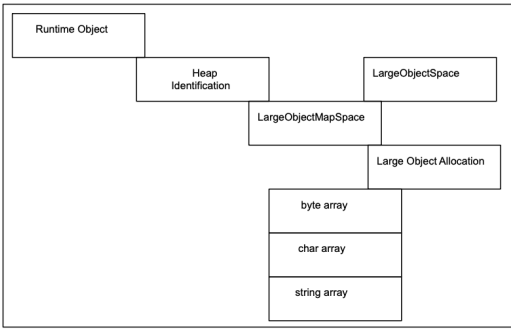 Runtime Object
Heap
Identification
LargeObjectSpace
LargeObjectMapSpace
Large Object Allocation
byte array
char array
string array